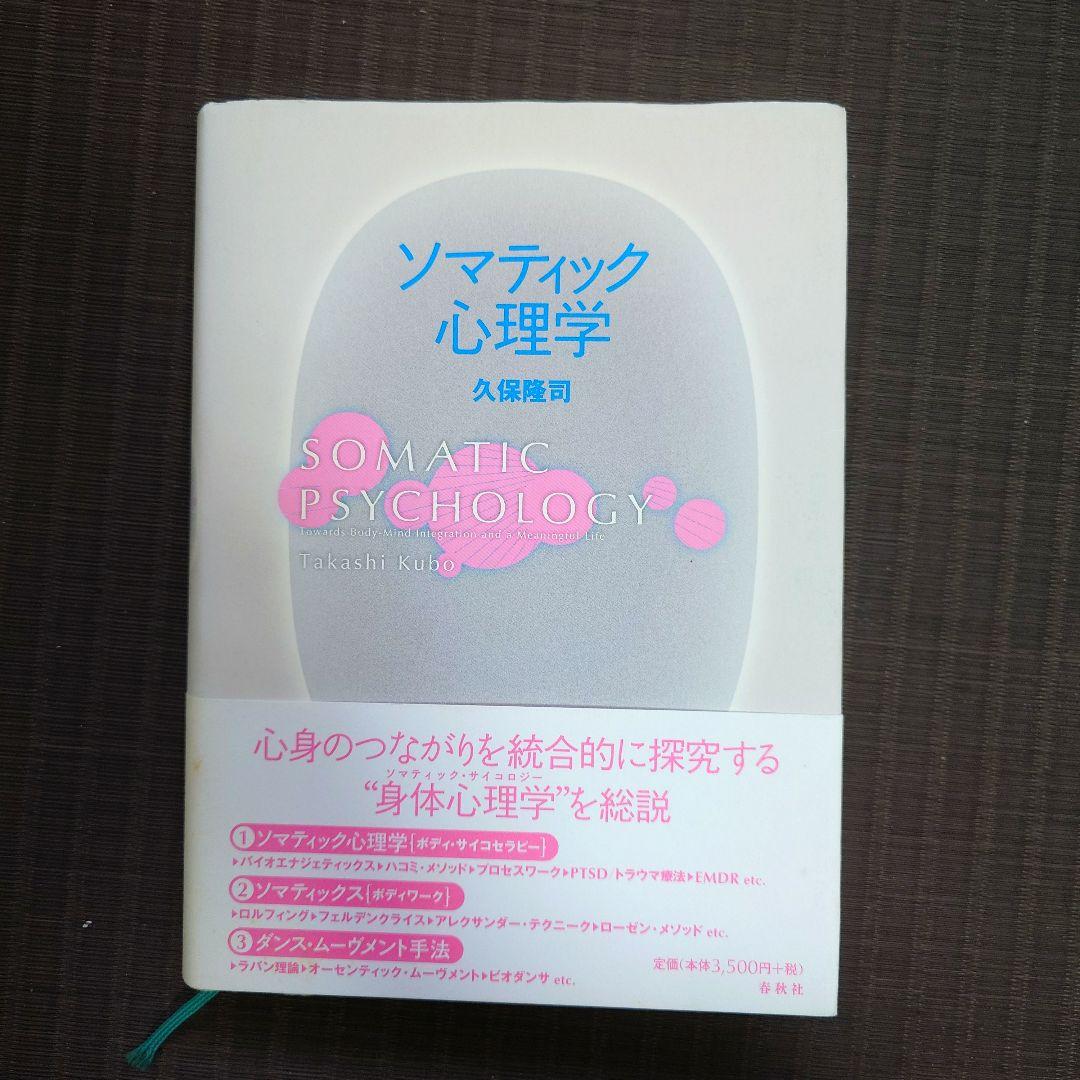 ソマティック
心理学
久保隆司
SOMATIC
PSYCHOLOGY
Towards Body-Mind Integration and a Meaningful Life
Takashi Kubo
心身のつながりを統合的に探究する
ソマティック・サイコロジー
“身体心理学”を総説
1 ソマティック心理学{ボディ・サイコセラピー}
▶バイオエナジェティックス▶ハコミ・メソッド▶プロセスワーク▶PTSD/トラウマ療法▶EMDR etc.
2 ソマティックス{ボディワーク}
▶ロルフィング▶フェルデンクライス▶アレクサンダー・テクニーク▶ローゼン・メソッド etc.
3 ダンス・ムーヴメント手法
▶ラバン理論▶オーセンティック・ムーヴメント▶ビオダンサ etc.
定価(本体3,500円+税)
春秋社